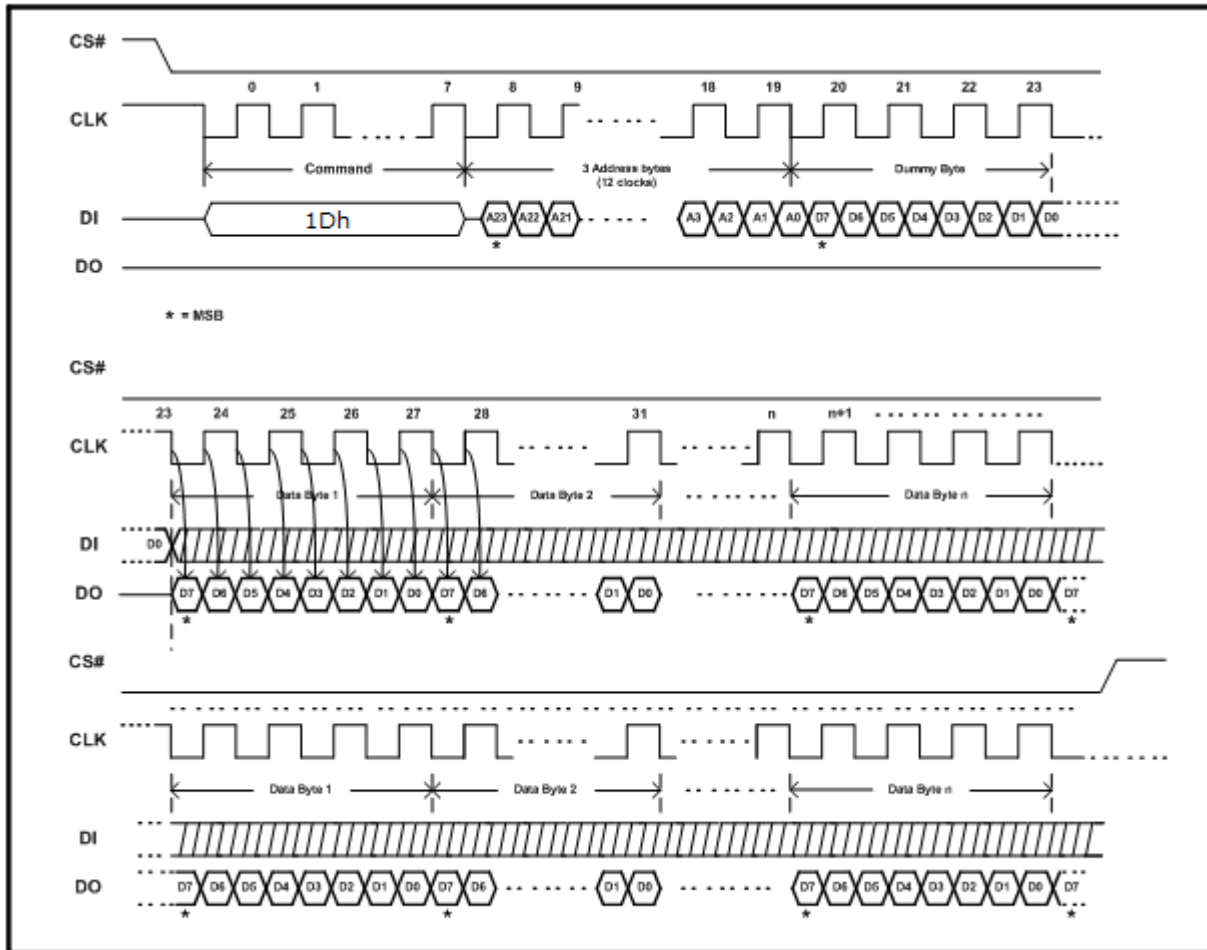 CS#
0 1 7 8 9 18 19 20 21 22 23
CLK
Command 3 Address bytes (12 clocks) Dummy Byte
DI 1Dh A23 A22 A21 A3 A2 A1 A0 D7 D6 D5 D4 D3 D2 D1 D0
* *
DO
* = MSB
CS#
23 24 25 26 27 28 31 n n+1
CLK
Data Byte 1 Data Byte 2 Data Byte n
DI D0
DO D7 D6 D5 D4 D3 D2 D1 D0 D7 D6 D1 D0 D7 D6 D5 D4 D3 D2 D1 D0 D7
* * * *
CS#
CLK
Data Byte 1 Data Byte 2 Data Byte n
DI
DO D7 D6 D5 D4 D3 D2 D1 D0 D7 D6 D1 D0 D7 D6 D5 D4 D3 D2 D1 D0 D7
* * * *